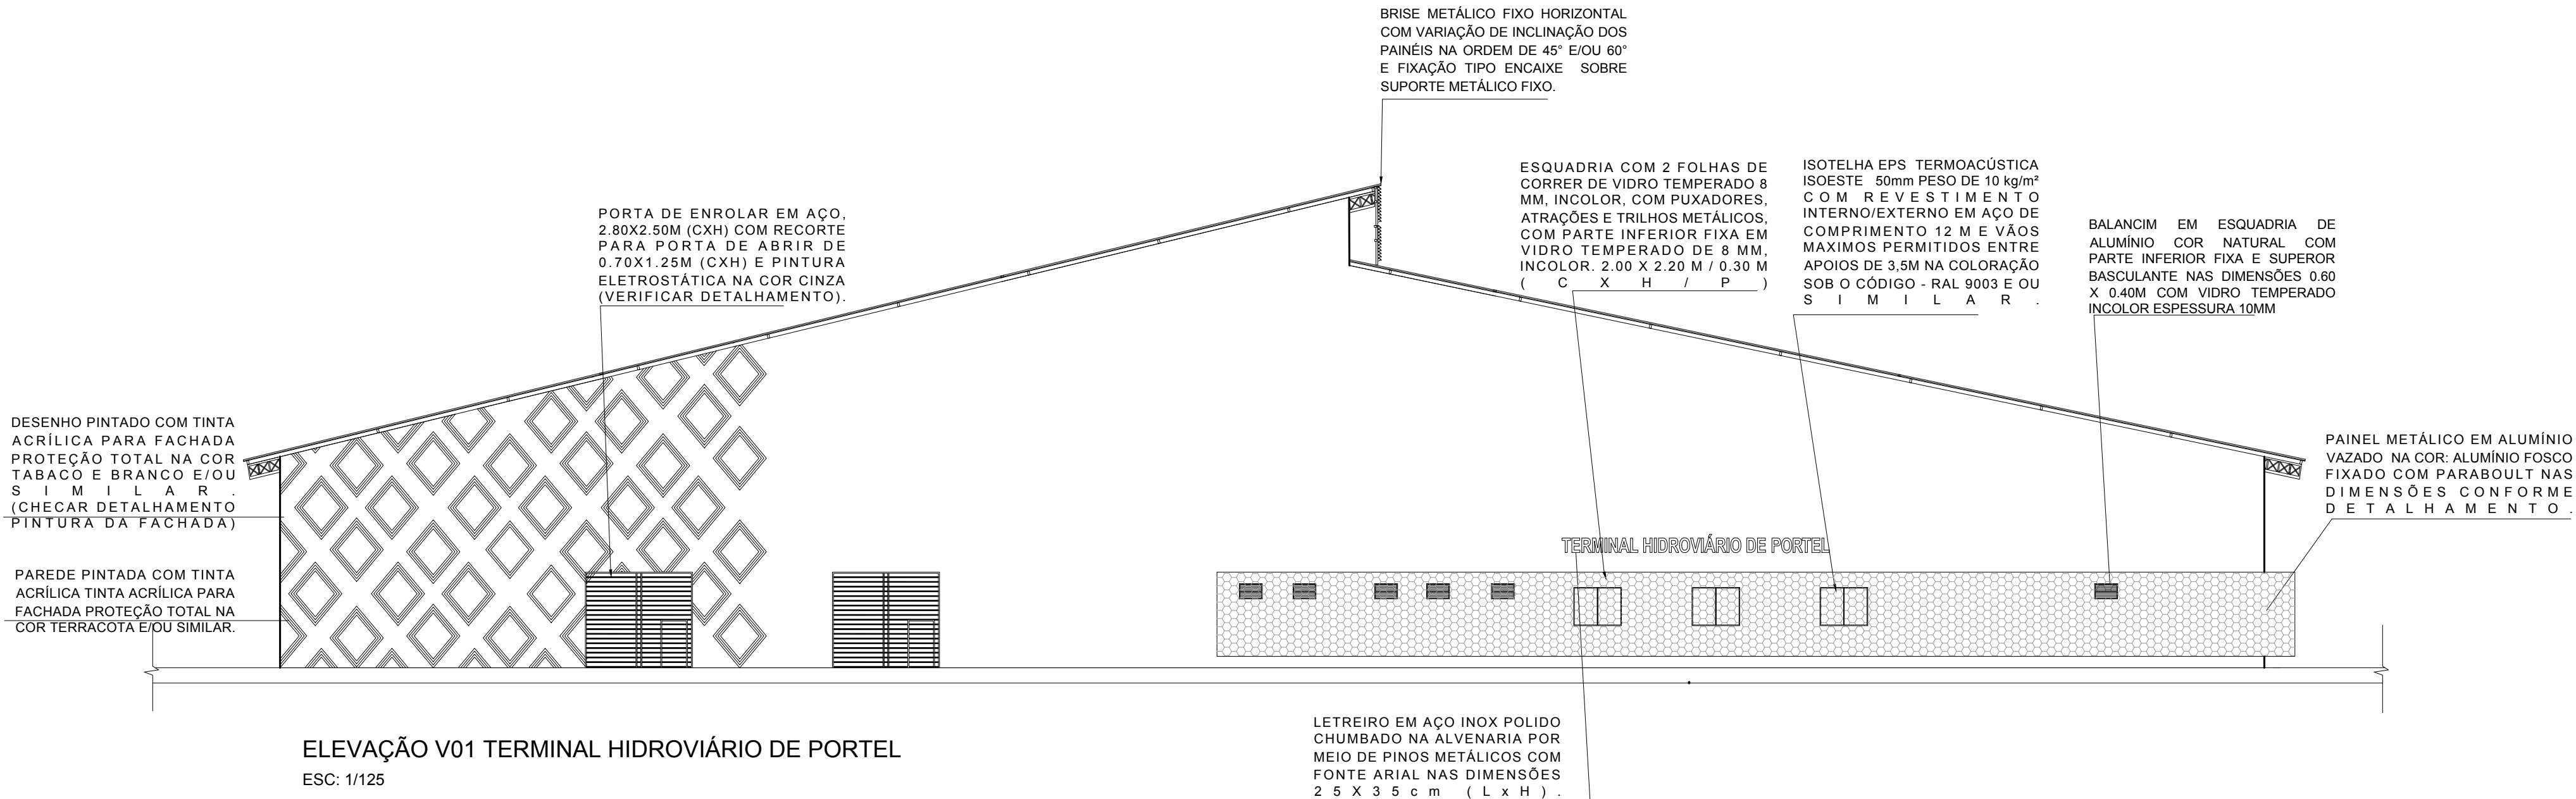 BRISE METÁLICO FIXO HORIZONTAL
COM VARIAÇÃO DE INCLINAÇÃO DOS
PAINÉIS NA ORDEM DE 45° E/OU 60°
E FIXAÇÃO TIPO ENCAIXE SOBRE
SUPORTE METÁLICO FIXO.
PORTA DE ENROLAR EM AÇO,
2.80X2.50M (CXH) COM RECORTE
PARA PORTA DE ABRIR DE
0.70X1.25M (CXH) E PINTURA
ELETROSTÁTICA NA COR CINZA
(VERIFICAR DETALHAMENTO).
ESQUADRIA COM 2 FOLHAS DE
CORRER DE VIDRO TEMPERADO 8
MM, INCOLOR, COM PUXADORES,
ATRAÇÕES E TRILHOS METÁLICOS,
COM PARTE INFERIOR FIXA EM
VIDRO TEMPERADO DE 8 MM,
INCOLOR. 2.00 X 2.20 M / 0.30 M
( C X H / P )
ISOTELHA EPS TERMOACÚSTICA
ISOESTE 50mm PESO DE 10 kg/m²
COM REVESTIMENTO
INTERNO/EXTERNO EM AÇO DE
COMPRIMENTO 12 M E VÃOS
MAXIMOS PERMITIDOS ENTRE
APOIOS DE 3,5M NA COLORAÇÃO
SOB O CÓDIGO - RAL 9003 E OU
SIMILAR.
BALANCIM EM ESQUADRIA DE
ALUMÍNIO COR NATURAL COM
PARTE INFERIOR FIXA E SUPEROR
BASCULANTE NAS DIMENSÕES 0.60
X 0.40M COM VIDRO TEMPERADO
INCOLOR ESPESSURA 10MM
DESENHO PINTADO COM TINTA
ACRÍLICA PARA FACHADA
PROTEÇÃO TOTAL NA COR
TABACO E BRANCO E/OU
SIMILAR.
(CHECAR DETALHAMENTO
PINTURA DA FACHADA)
PAREDE PINTADA COM TINTA
ACRÍLICA TINTA ACRÍLICA PARA
FACHADA PROTEÇÃO TOTAL NA
COR TERRACOTA E/OU SIMILAR.
PAINEL METÁLICO EM ALUMÍNIO
VAZADO NA COR: ALUMÍNIO FOSCO
FIXADO COM PARABOULT NAS
DIMENSÕES CONFORME
DETALHAMENTO.
TERMINAL HIDROVIÁRIO DE PORTEL
LETREIRO EM AÇO INOX POLIDO
CHUMBADO NA ALVENARIA POR
MEIO DE PINOS METÁLICOS COM
FONTE ARIAL NAS DIMENSÕES
25X35cm (LxH).
ELEVAÇÃO V01 TERMINAL HIDROVIÁRIO DE PORTEL
ESC: 1/125